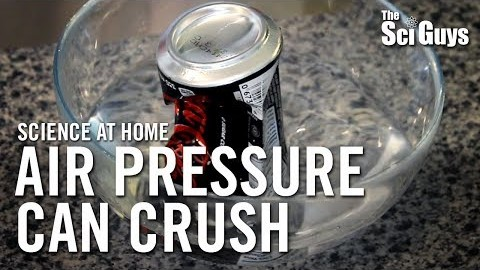 The
Sci Guys
SCIENCE AT HOME
AIR PRESSURE
CAN CRUSH